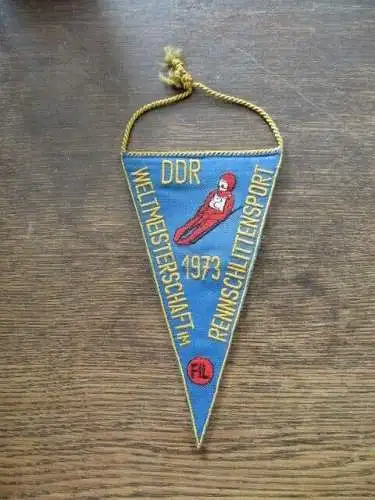 DDR
WELTMEISTERSCHAFT IM
RENNSCHLITTENSPORT
1973
FIL